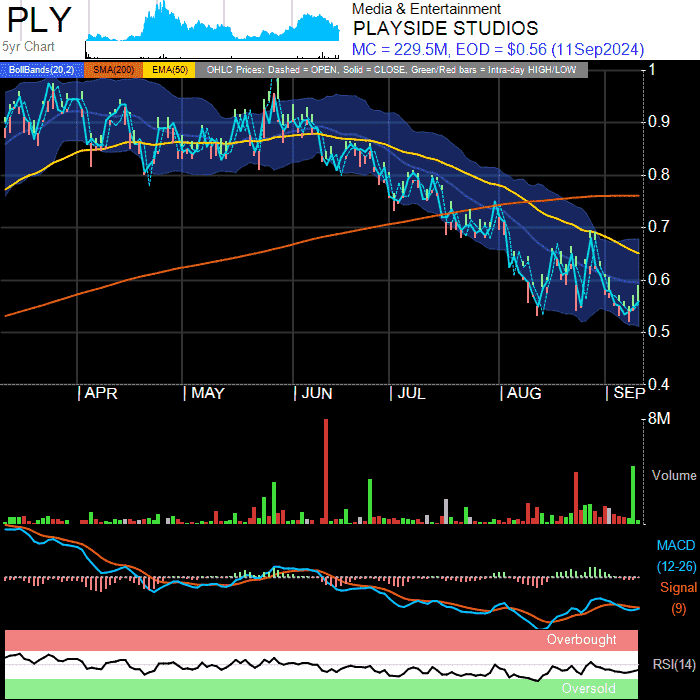 PLY
5yr Chart
Media & Entertainment
PLAYSIDE STUDIOS
MC = 229.5M, EOD = $0.56 (11Sep2024)
BollBands(20,2) SMA(200) EMA(50) OHLC Prices: Dashed = OPEN, Solid = CLOSE, Green/Red bars = Intra-day HIGH/LOW
1
0.9
0.8
0.7
0.6
0.5
0.4
APR MAY JUN JUL AUG SEP
8M
Volume
MACD
(12-26)
Signal
(9)
Overbought
RSI(14)
Oversold